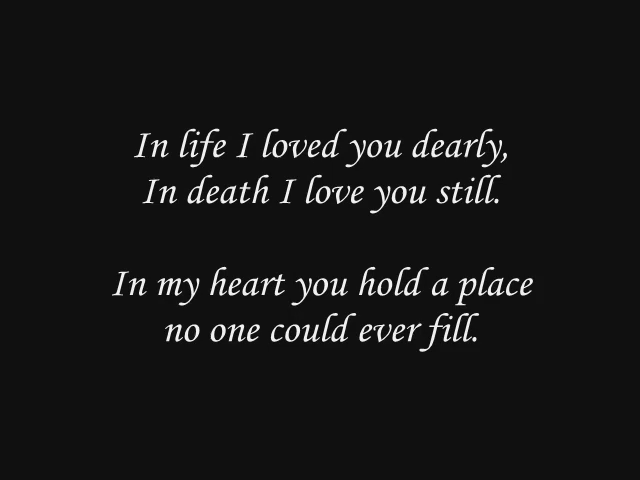 In life I loved you dearly,
In death I love you still.
In my heart you hold a place
no one could ever fill.